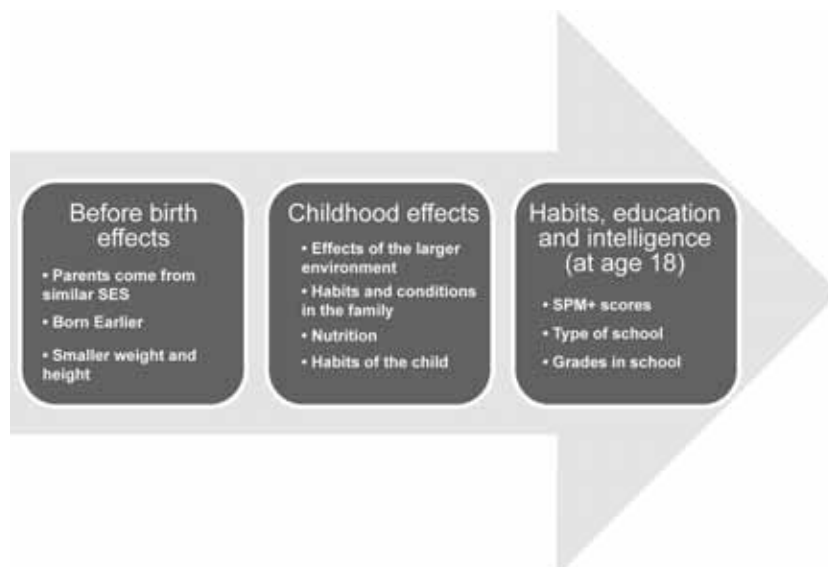 Before birth
effects
• Parents come from
similar SES
• Born Earlier
• Smaller weight and
height
Childhood effects
• Effects of the larger
environment
• Habits and conditions
in the family
• Nutrition
• Habits of the child
Habits, education
and intelligence
(at age 18)
• SPM+ scores
• Type of school
• Grades in school